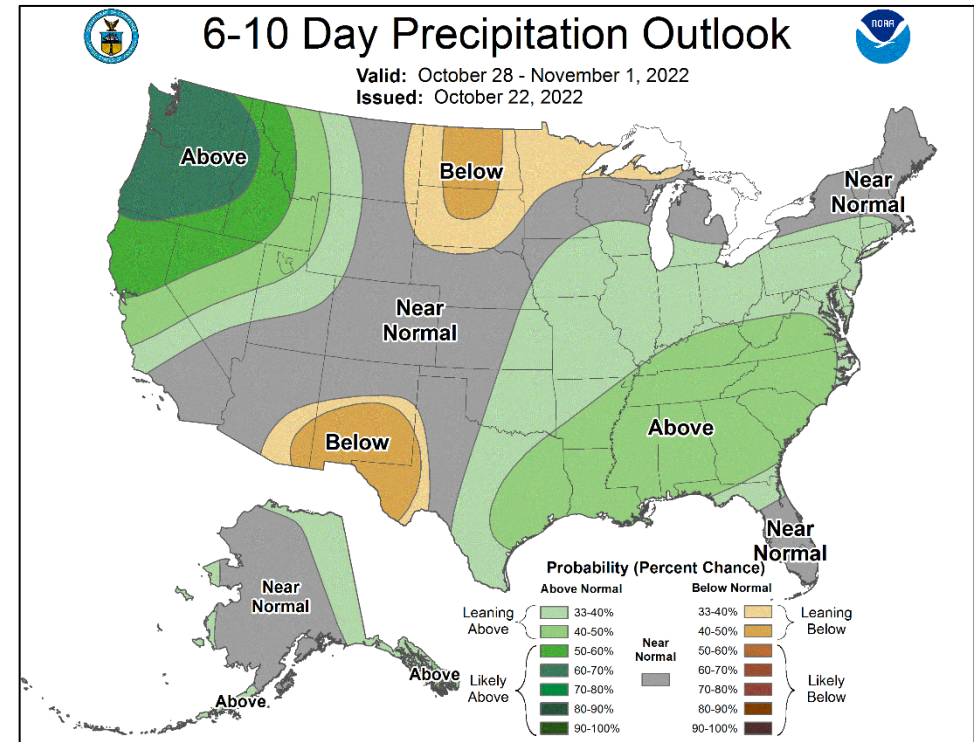 6-10 Day Precipitation Outlook
NOAA
Valid: October 28 - November 1, 2022
Issued: October 22, 2022
Above
Below
Near
Normal
Near
Normal
Below
Above
Near
Normal
Near
Normal
Above
Above
Probability (Percent Chance)
Above Normal
Below Normal
Leaning
Above
33-40%
40-50%
Likely
Above
50-60%
60-70%
70-80%
80-90%
90-100%
Near
Normal
33-40%
40-50%
Leaning
Below
50-60%
60-70%
70-80%
80-90%
90-100%
Likely
Below